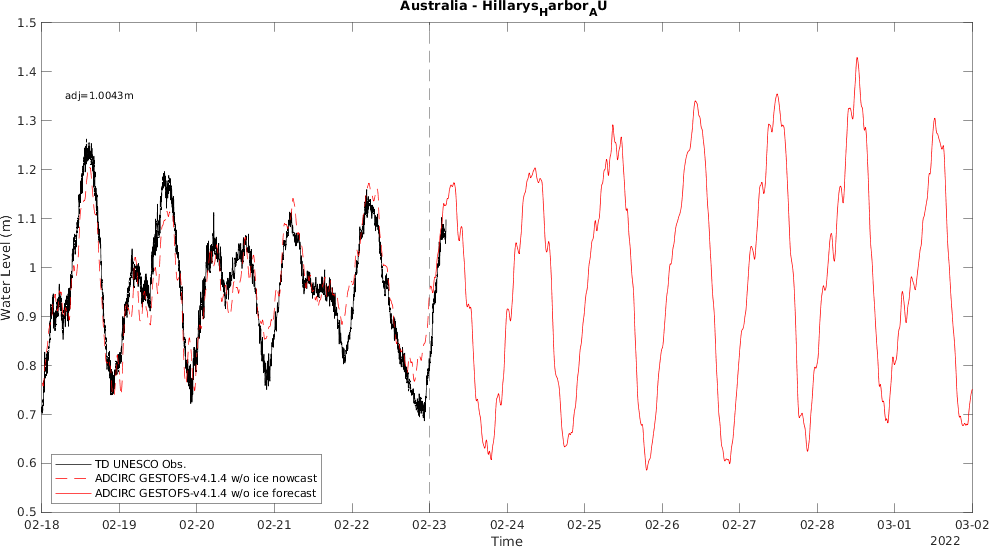 Australia - HillarysHarborAU
1.5
1.4
1.3
1.2
1.1
1
0.9
0.8
0.7
0.6
0.5
Water Level (m)
adj=1.0043m
TD UNESCO Obs.
ADCIRC GESTOFS-v4.1.4 w/o ice nowcast
ADCIRC GESTOFS-v4.1.4 w/o ice forecast
02-18 02-19 02-20 02-21 02-22 02-23 02-24 02-25 02-26 02-27 02-28 03-01 03-02
Time
2022